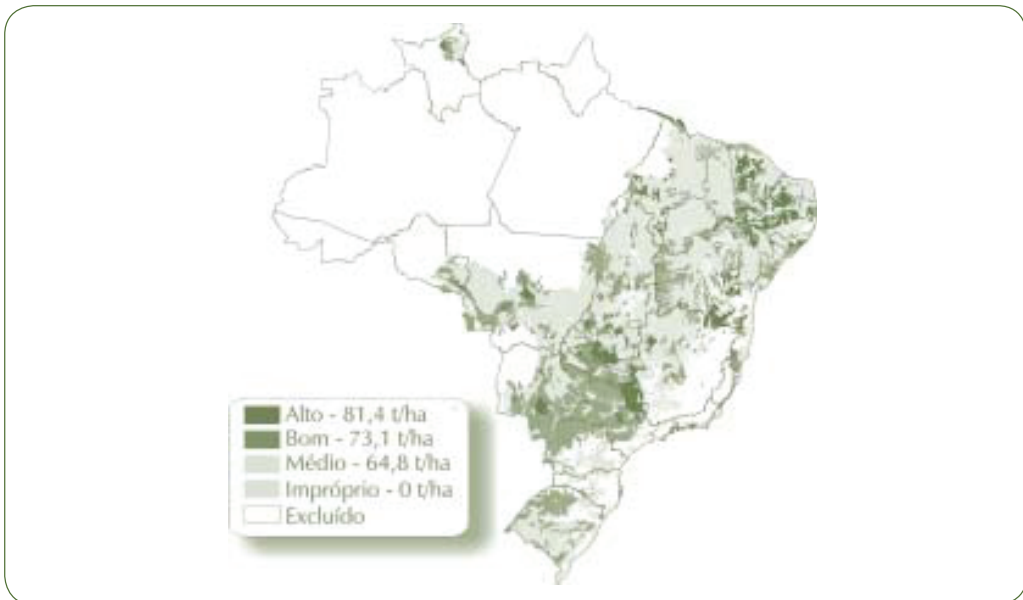 Alto - 81,4 t/ha
Bom - 73,1 t/ha
Médio - 64,8 t/ha
Impróprio - 0 t/ha
Excluído